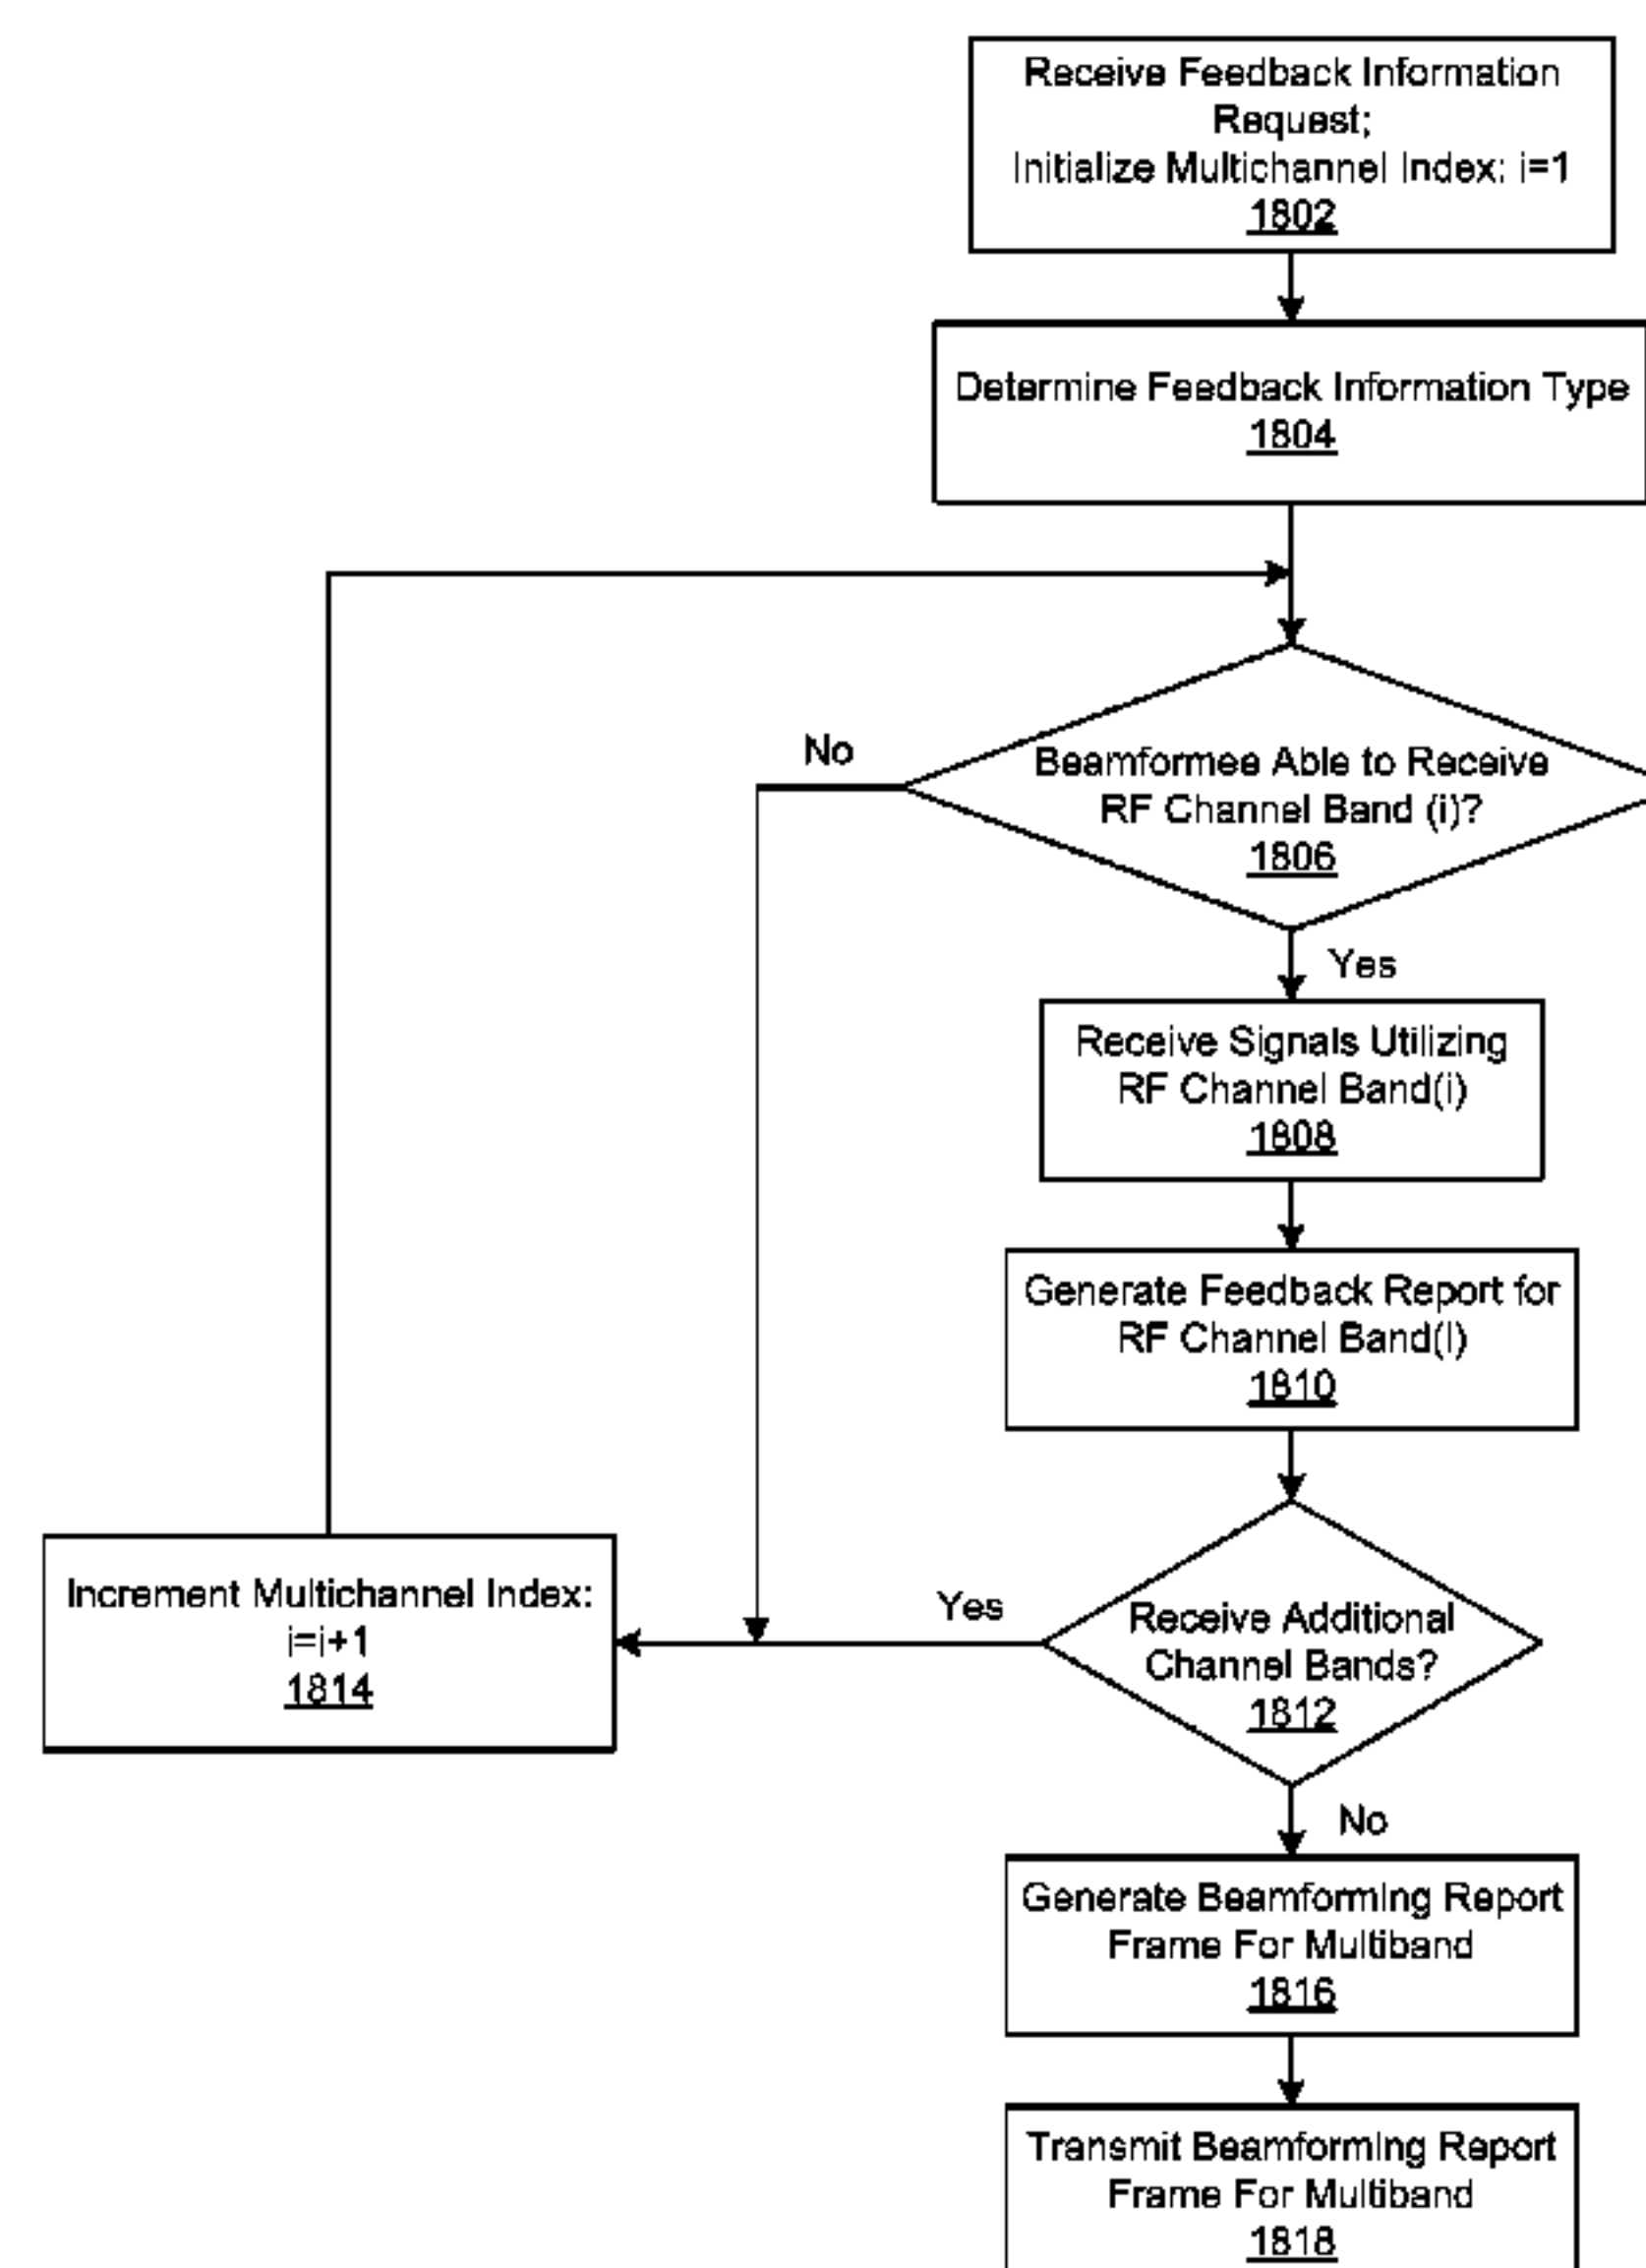 Receive Feedback Information
Request;
Initialize Multichannel Index: i=1
1802
Determine Feedback Information Type
1804
No
Beamformee Able to Receive
RF Channel Band (i)?
1806
Yes
Receive Signals Utilizing
RF Channel Band(i)
1808
Generate Feedback Report for
RF Channel Band(i)
1810
Increment Multichannel Index:
i=i+1
1814
Yes
Receive Additional
Channel Bands?
1812
No
Generate Beamforming Report
Frame For Multiband
1816
Transmit Beamforming Report
Frame For Multiband
1818